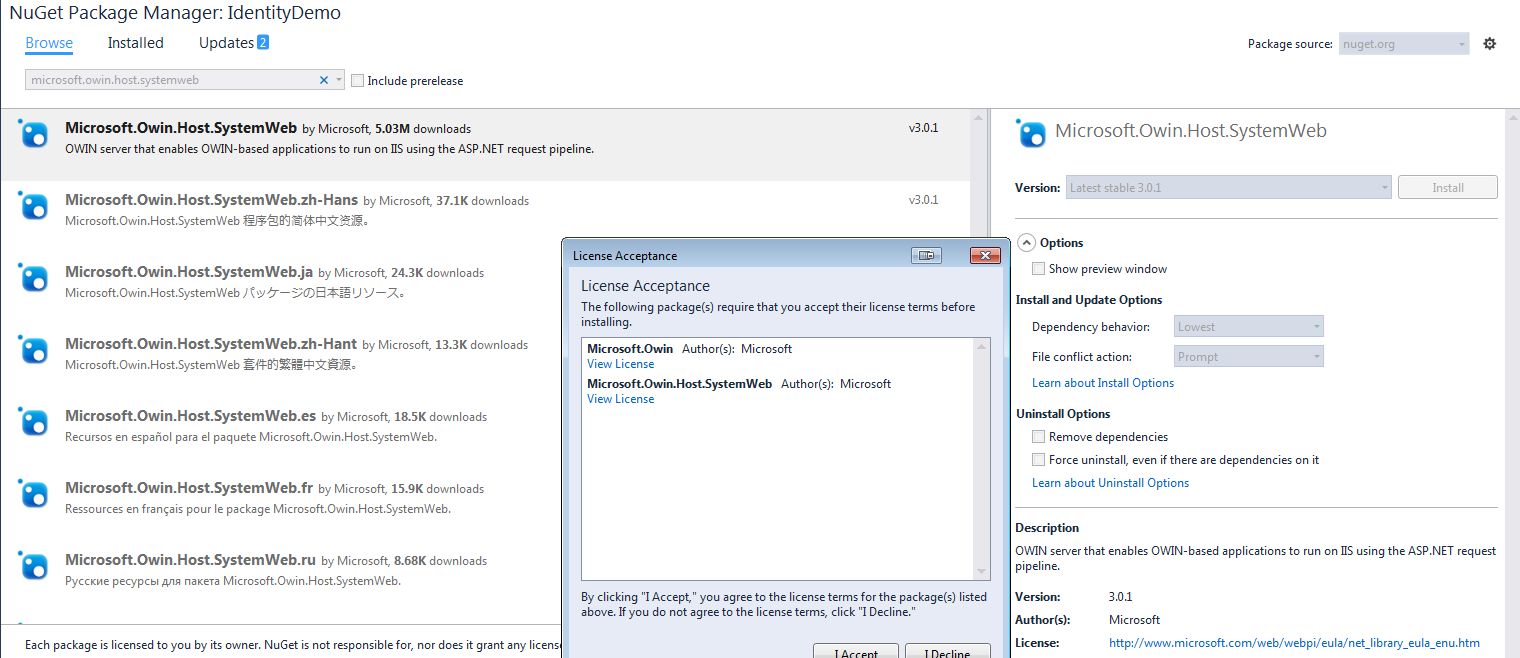 NuGet Package Manager: IdentityDemo
Browse Installed Updates 2
Package source: nuget.org
microsoft.owin.host.systemweb Include prerelease
Microsoft.Owin.Host.SystemWeb by Microsoft, 5.03M downloads v3.0.1
OWIN server that enables OWIN-based applications to run on IIS using the ASP.NET request pipeline.
Microsoft.Owin.Host.SystemWeb.zh-Hans by Microsoft, 37.1K downloads v3.0.1
Microsoft.Owin.Host.SystemWeb 程序包的简体中文资源。
Microsoft.Owin.Host.SystemWeb.ja by Microsoft, 24.3K downloads
Microsoft.Owin.Host.SystemWeb パッケージの日本語リソース。
Microsoft.Owin.Host.SystemWeb.zh-Hant by Microsoft, 13.3K downloads
Microsoft.Owin.Host.SystemWeb 套件的繁體中文資源。
Microsoft.Owin.Host.SystemWeb.es by Microsoft, 18.5K downloads
Recursos en español para el paquete Microsoft.Owin.Host.SystemWeb.
Microsoft.Owin.Host.SystemWeb.fr by Microsoft, 15.9K downloads
Ressources en français pour le package Microsoft.Owin.Host.SystemWeb.
Microsoft.Owin.Host.SystemWeb.ru by Microsoft, 8.68K downloads
Русские ресурсы для пакета Microsoft.Owin.Host.SystemWeb.
Each package is licensed to you by its owner. NuGet is not responsible for, nor does it grant any license
License Acceptance
License Acceptance
The following package(s) require that you accept their license terms before
installing.
Microsoft.Owin Author(s): Microsoft
View License
Microsoft.Owin.Host.SystemWeb Author(s): Microsoft
View License
By clicking "I Accept," you agree to the license terms for the package(s) listed
above. If you do not agree to the license terms, click "I Decline."
I Accept I Decline
Microsoft.Owin.Host.SystemWeb
Version: Latest stable 3.0.1 Install
Options
Show preview window
Install and Update Options
Dependency behavior: Lowest
File conflict action: Prompt
Learn about Install Options
Uninstall Options
Remove dependencies
Force uninstall, even if there are dependencies on it
Learn about Uninstall Options
Description
OWIN server that enables OWIN-based applications to run on IIS using the ASP.NET request
pipeline.
Version: 3.0.1
Author(s): Microsoft
License: http://www.microsoft.com/web/webpi/eula/net_library_eula_enu.htm